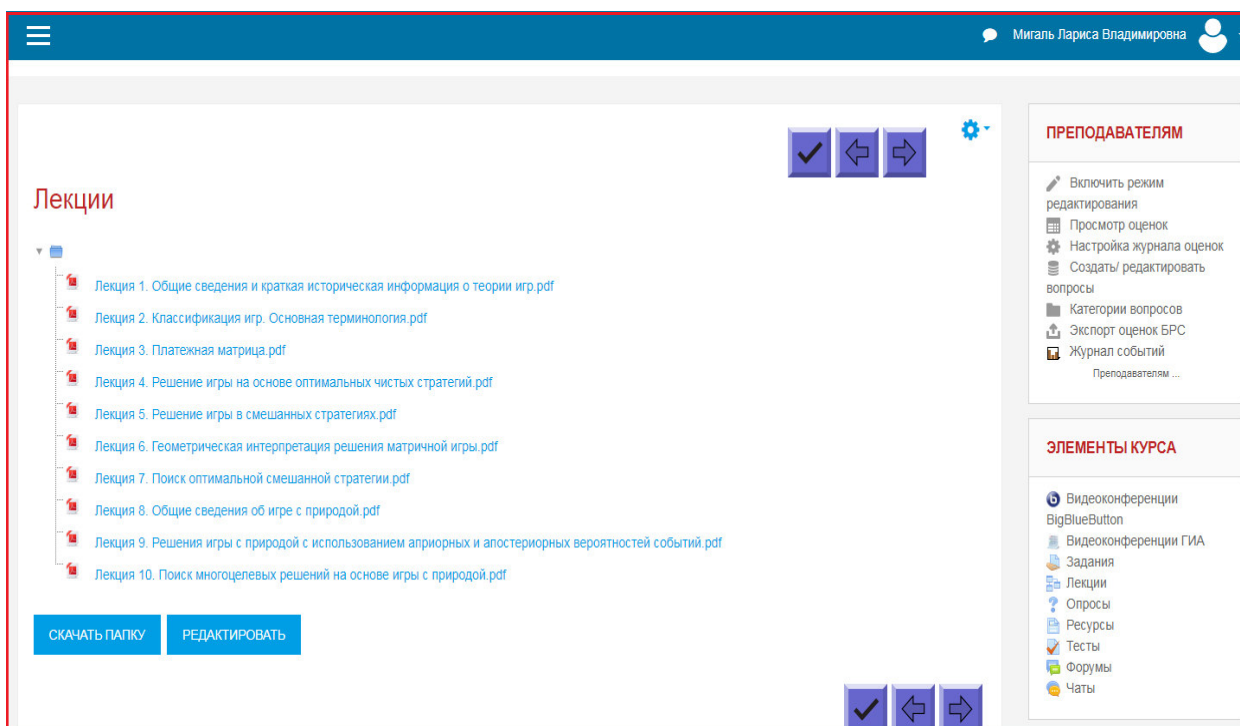 Мигаль Лариса Владимировна
Лекции
Лекция 1. Общие сведения и краткая историческая информация о теории игр.pdf
Лекция 2. Классификация игр. Основная терминология.pdf
Лекция 3. Платежная матрица.pdf
Лекция 4. Решение игры на основе оптимальных чистых стратегий.pdf
Лекция 5. Решение игры в смешанных стратегиях.pdf
Лекция 6. Геометрическая интерпретация решения матричной игры.pdf
Лекция 7. Поиск оптимальной смешанной стратегии.pdf
Лекция 8. Общие сведения об игре с природой.pdf
Лекция 9. Решения игры с природой с использованием априорных и апостериорных вероятностей событий.pdf
Лекция 10. Поиск многоцелевых решений на основе игры с природой.pdf
СКАЧАТЬ ПАПКУ
РЕДАКТИРОВАТЬ
ПРЕПОДАВАТЕЛЯМ
Включить режим
редактирования
Просмотр оценок
Настройка журнала оценок
Создать/ редактировать
вопросы
Категории вопросов
Экспорт оценок БРС
Журнал событий
Преподавателям ...
ЭЛЕМЕНТЫ КУРСА
Видеоконференции
BigBlueButton
Видеоконференции ГИА
Задания
Лекции
Опросы
Ресурсы
Тесты
Форумы
Чаты